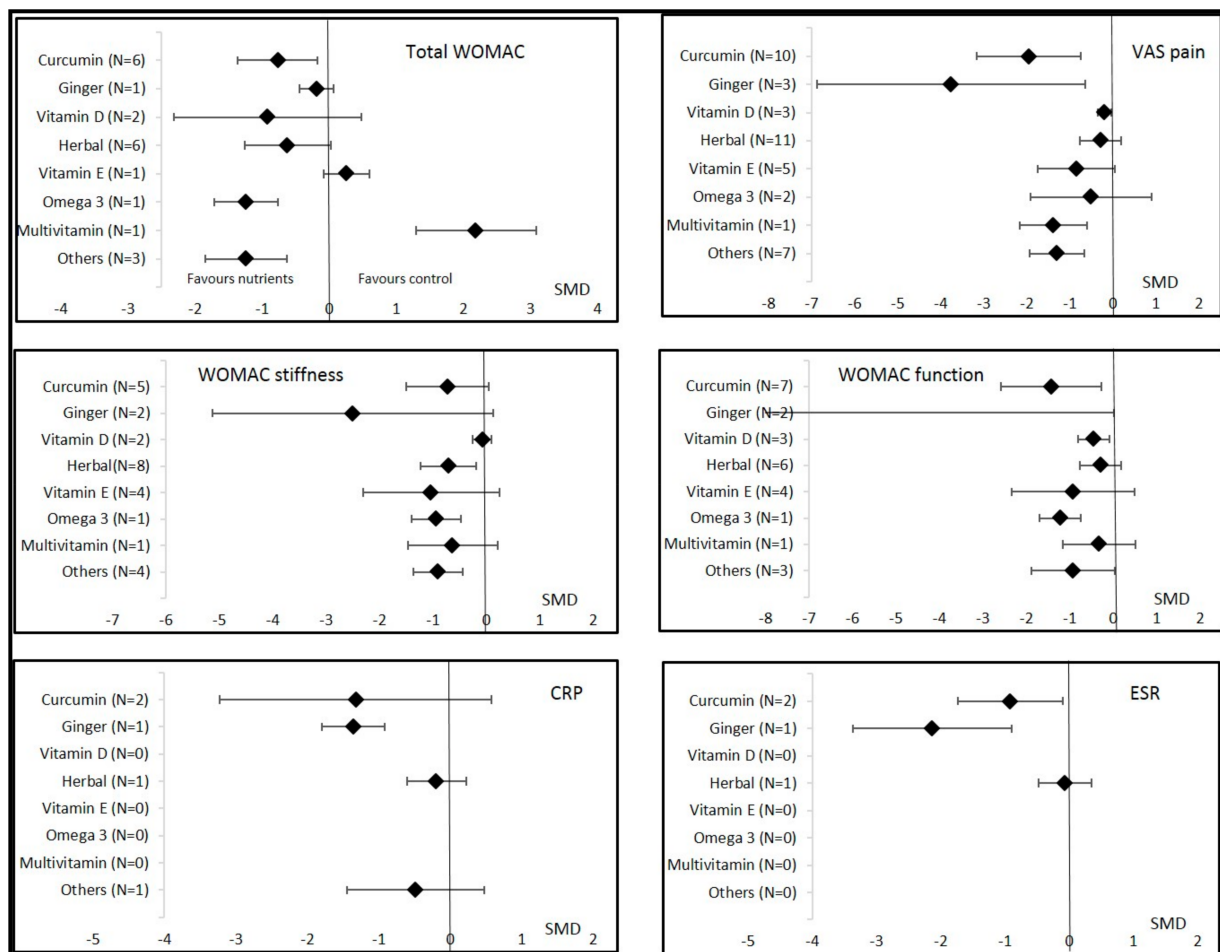 Total WOMAC
Curcumin (N=6)
Ginger (N=1)
Vitamin D (N=2)
Herbal (N=6)
Vitamin E (N=1)
Omega 3 (N=1)
Multivitamin (N=1)
Others (N=3)
Favours nutrients Favours control
SMD
-4 -3 -2 -1 0 1 2 3 4
VAS pain
Curcumin (N=10)
Ginger (N=3)
Vitamin D (N=3)
Herbal (N=11)
Vitamin E (N=5)
Omega 3 (N=2)
Multivitamin (N=1)
Others (N=7)
SMD
-8 -7 -6 -5 -4 -3 -2 -1 0 1 2
WOMAC stiffness
Curcumin (N=5)
Ginger (N=2)
Vitamin D (N=2)
Herbal(N=8)
Vitamin E (N=4)
Omega 3 (N=1)
Multivitamin (N=1)
Others (N=4)
SMD
-7 -6 -5 -4 -3 -2 -1 0 1 2
WOMAC function
Curcumin (N=7)
Ginger (N=2)
Vitamin D (N=3)
Herbal (N=6)
Vitamin E (N=4)
Omega 3 (N=1)
Multivitamin (N=1)
Others (N=3)
SMD
-8 -7 -6 -5 -4 -3 -2 -1 0 1 2
CRP
Curcumin (N=2)
Ginger (N=1)
Vitamin D (N=0)
Herbal (N=1)
Vitamin E (N=0)
Omega 3 (N=0)
Multivitamin (N=0)
Others (N=1)
SMD
-5 -4 -3 -2 -1 0 1 2
ESR
Curcumin (N=2)
Ginger (N=1)
Vitamin D (N=0)
Herbal (N=1)
Vitamin E (N=0)
Omega 3 (N=0)
Multivitamin (N=0)
Others (N=0)
SMD
-5 -4 -3 -2 -1 0 1 2